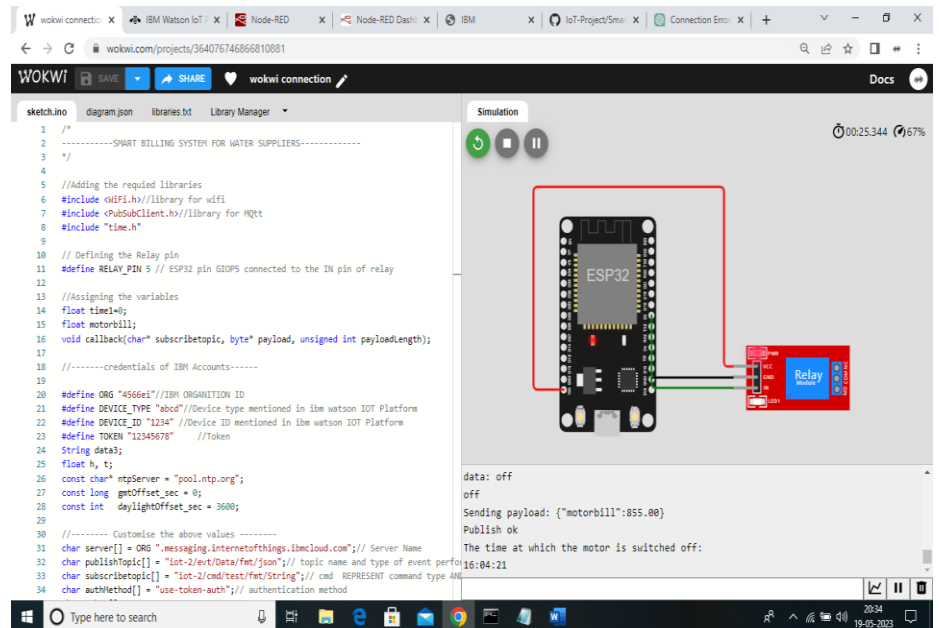 wokwi connectio
IBM Watson IoT
Node-RED
Node-RED Dash
IBM
IoT-Project/Smar
Connection Error
wokwi.com/projects/364076746866810881
WOKWI
SAVE
SHARE
wokwi connection
Docs
sketch.ino
diagram.json
libraries.txt
Library Manager
Simulation
00:25.344
67%
1 /*
2 -----------SMART BILLING SYSTEM FOR WATER SUPPLIERS-------------
3 */
4
5 //Adding the requied libraries
6 #include <WiFi.h>//library for wifi
7 #include <PubSubClient.h>//library for MQtt
8 #include "time.h"
9
10 // Defining the Relay pin
11 #define RELAY_PIN 5 // ESP32 pin GIOP5 connected to the IN pin of relay
12
13 //Assigning the variables
14 float time1=0;
15 float motorbill;
16 void callback(char* subscribetopic, byte* payload, unsigned int payloadLength);
17
18 //-------credentials of IBM Accounts------
19
20 #define ORG "4566ei"//IBM ORGANITION ID
21 #define DEVICE_TYPE "abcd"//Device type mentioned in ibm watson IOT Platform
22 #define DEVICE_ID "1234" //Device ID mentioned in ibm watson IOT Platform
23 #define TOKEN "12345678" //Token
24 String data3;
25 float h, t;
26 const char* ntpServer = "pool.ntp.org";
27 const long gmtOffset_sec = 0;
28 const int daylightOffset_sec = 3600;
29
30 //-------- Customise the above values --------
31 char server[] = ORG ".messaging.internetofthings.ibmcloud.com";// Server Name
32 char publishTopic[] = "iot-2/evt/Data/fmt/json";// topic name and type of event perfo
33 char subscribetopic[] = "iot-2/cmd/test/fmt/String";// cmd REPRESENT command type AND
34 char authMethod[] = "use-token-auth";// authentication method
ESP32
PWR
VCC
GND
IN
LED1
Relay
Module
NO COM NC
data: off
off
Sending payload: {"motorbill":855.00}
Publish ok
The time at which the motor is switched off:
16:04:21
Type here to search
20:34
19-05-2023